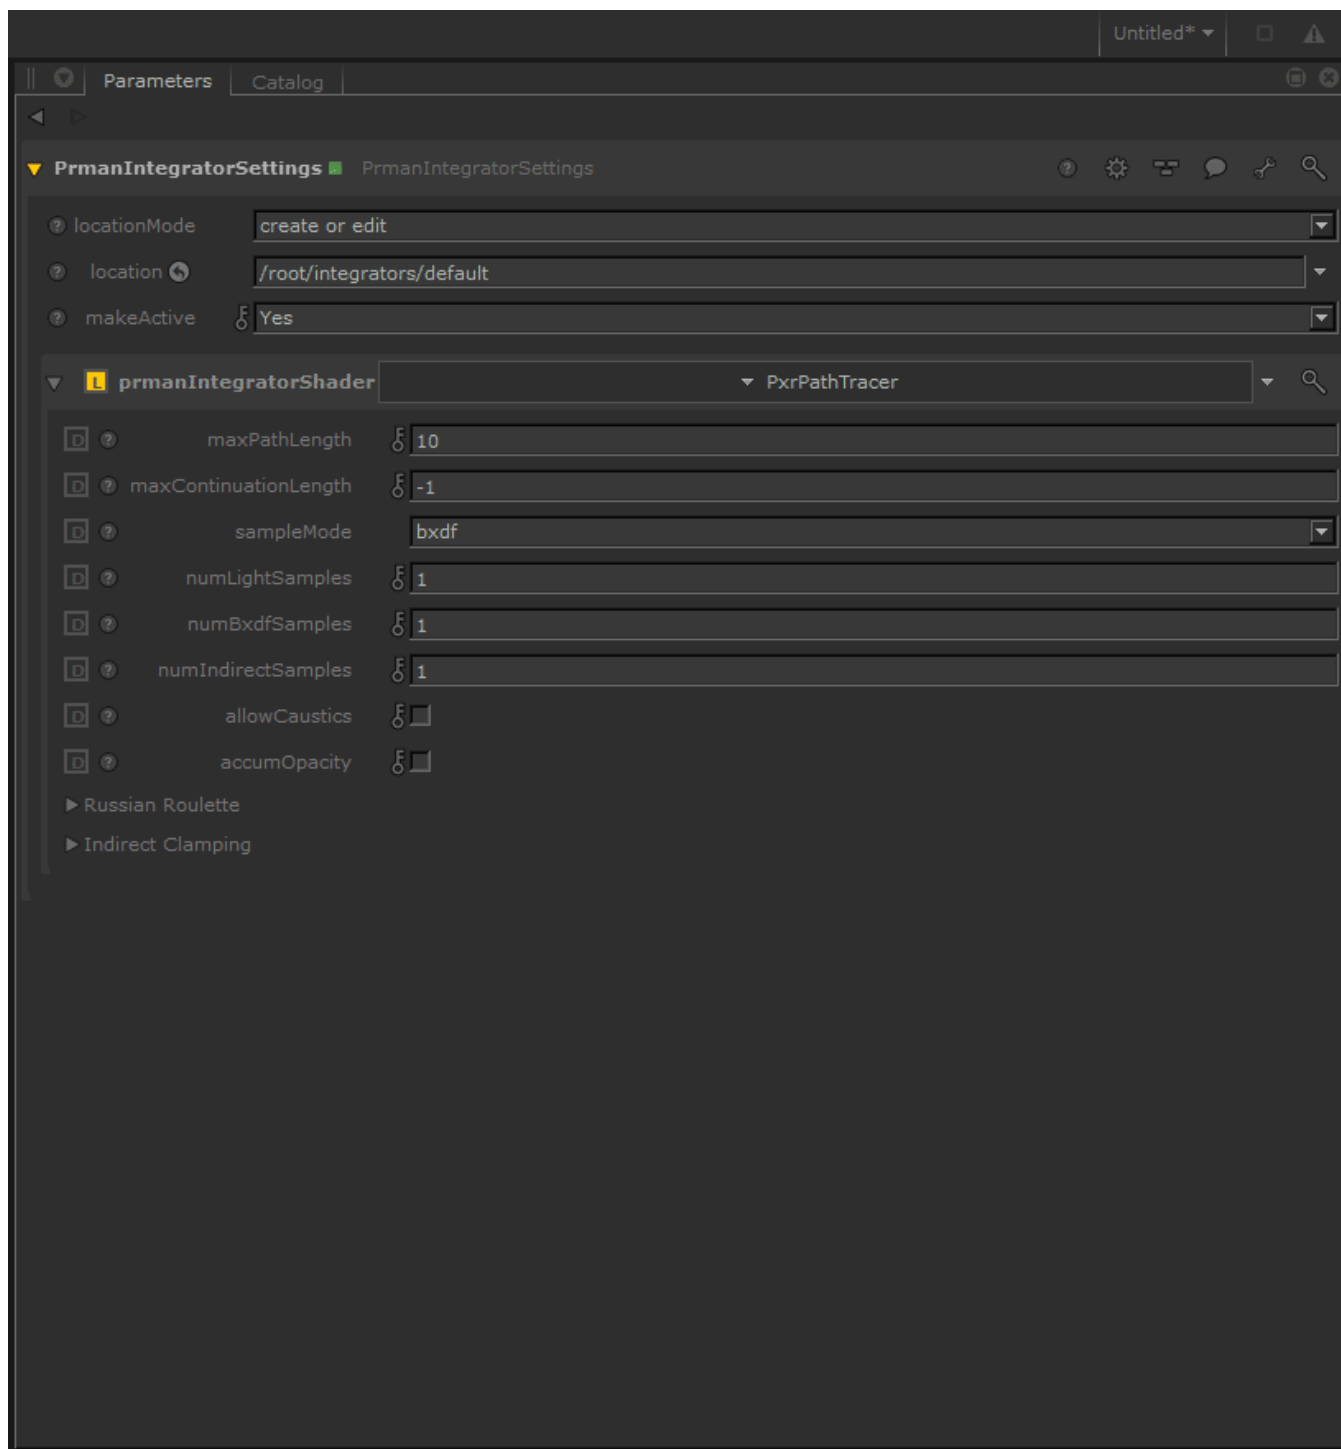 Untitled*
Parameters Catalog
PrmanIntegratorSettings PrmanIntegratorSettings
locationMode create or edit
location /root/integrators/default
makeActive Yes
L prmanIntegratorShader PxrPathTracer
D maxPathLength 10
D maxContinuationLength -1
D sampleMode bxdf
D numLightSamples 1
D numBxdfSamples 1
D numIndirectSamples 1
D allowCaustics
D accumOpacity
Russian Roulette
Indirect Clamping